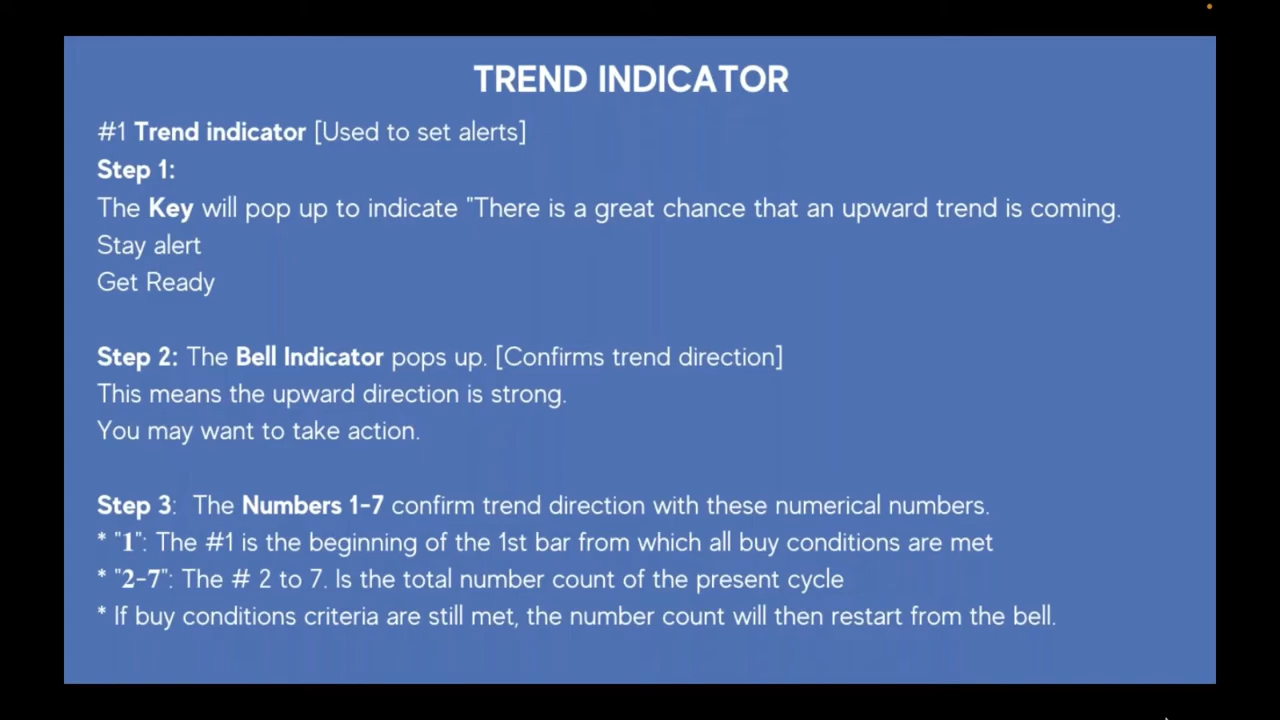 TREND INDICATOR
#1 Trend indicator [Used to set alerts]
Step 1:
The Key will pop up to indicate "There is a great chance that an upward trend is coming.
Stay alert
Get Ready
Step 2: The Bell Indicator pops up. [Confirms trend direction]
This means the upward direction is strong.
You may want to take action.
Step 3:  The Numbers 1-7 confirm trend direction with these numerical numbers.
* "1": The #1 is the beginning of the 1st bar from which all buy conditions are met
* "2-7": The # 2 to 7. Is the total number count of the present cycle
* If buy conditions criteria are still met, the number count will then restart from the bell.